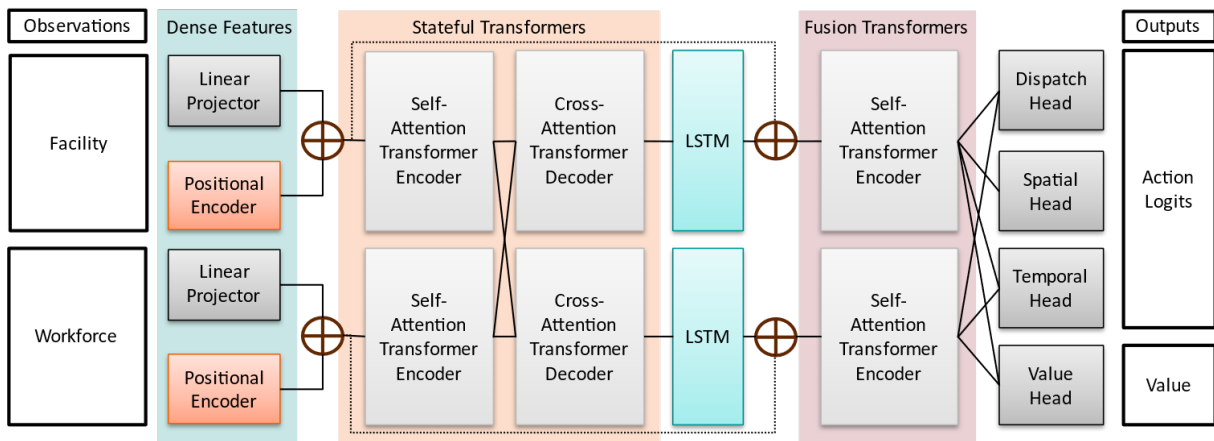 Observations
Dense Features
Stateful Transformers
Fusion Transformers
Outputs
Facility
Linear
Projector
Positional
Encoder
Self-
Attention
Transformer
Encoder
Cross-
Attention
Transformer
Decoder
LSTM
Self-
Attention
Transformer
Encoder
Dispatch
Head
Spatial
Head
Action
Logits
Workforce
Linear
Projector
Positional
Encoder
Self-
Attention
Transformer
Encoder
Cross-
Attention
Transformer
Decoder
LSTM
Self-
Attention
Transformer
Encoder
Temporal
Head
Value
Head
Value